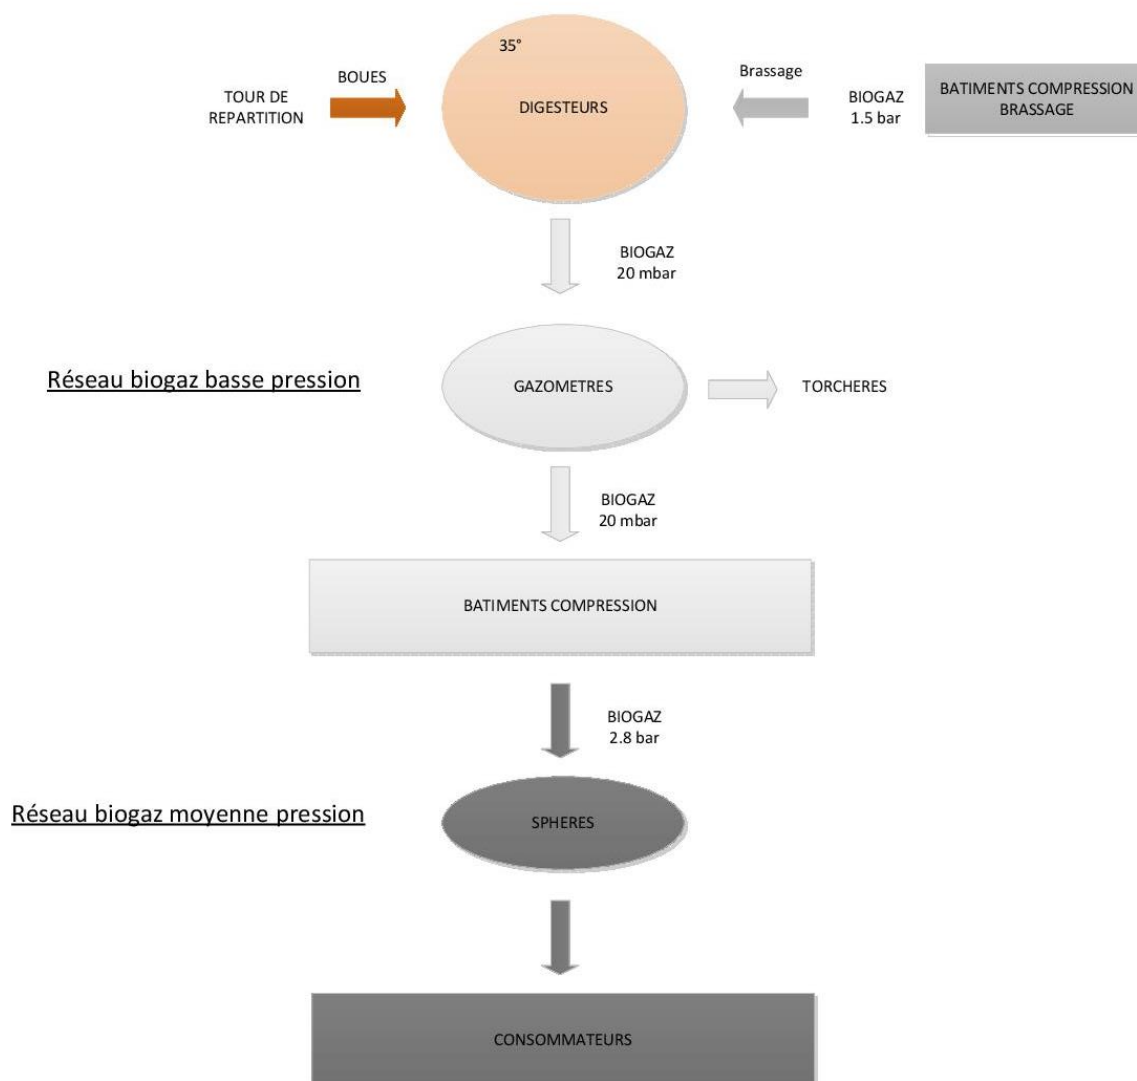 35°
BOUES
TOUR DE
REPARTITION
DIGESTEURS
Brassage
BIOGAZ
1.5 bar
BATIMENTS COMPRESSION
BRASSAGE
BIOGAZ
20 mbar
Réseau biogaz basse pression
GAZOMETRES
TORCHERES
BIOGAZ
20 mbar
BATIMENTS COMPRESSION
BIOGAZ
2.8 bar
Réseau biogaz moyenne pression
SPHERES
CONSOMMATEURS